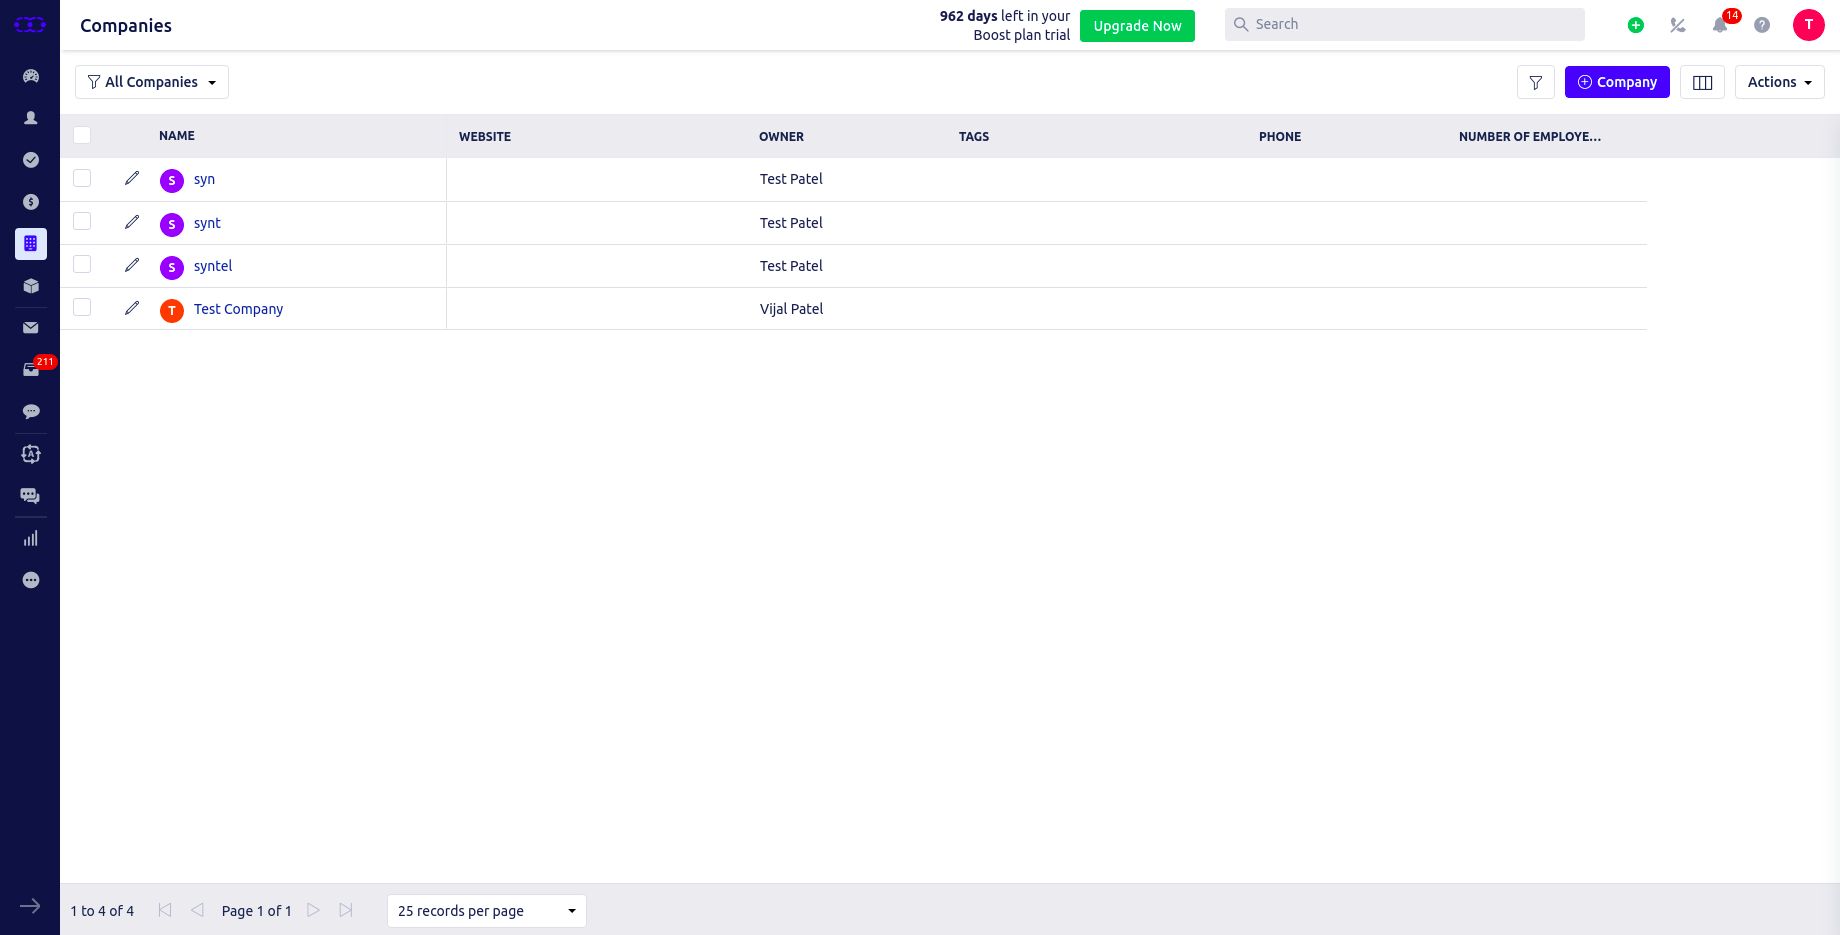 Companies
962 days left in your
Boost plan trial
Upgrade Now
Search
14
T
All Companies
Company
Actions
NAME WEBSITE OWNER TAGS PHONE NUMBER OF EMPLOYE...
S syn Test Patel
S synt Test Patel
S syntel Test Patel
T Test Company Vijal Patel
211
1 to 4 of 4
Page 1 of 1
25 records per page